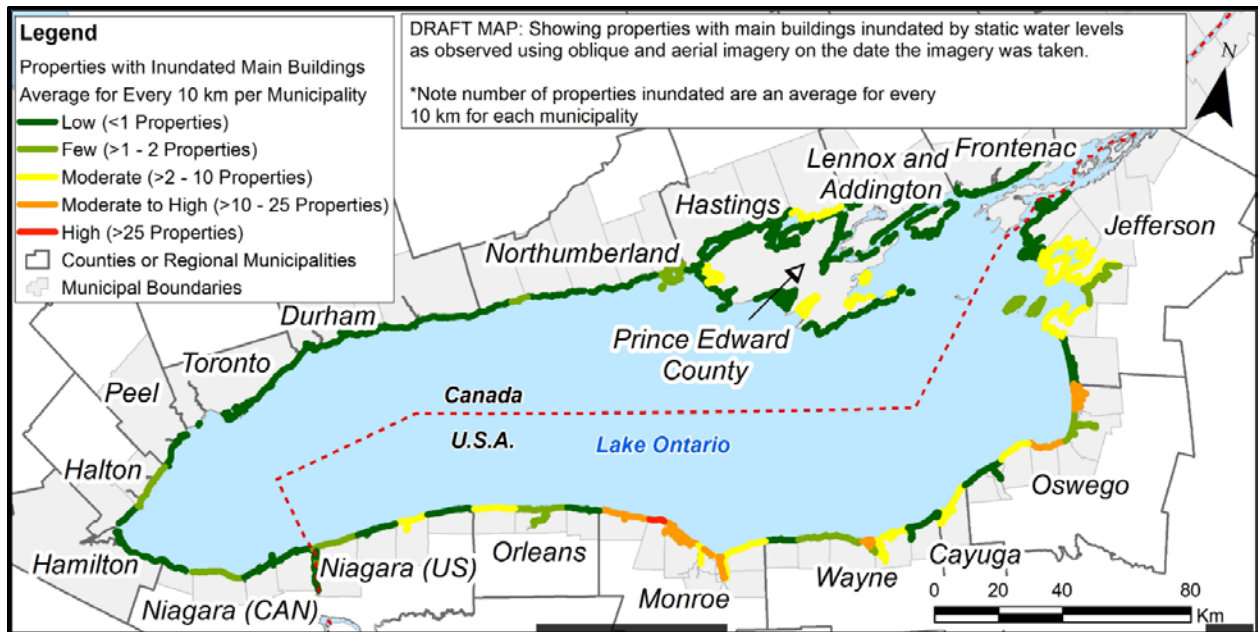 Legend
Properties with Inundated Main Buildings
Average for Every 10 km per Municipality
Low (<1 Properties)
Few (>1 - 2 Properties)
Moderate (>2 - 10 Properties)
Moderate to High (>10 - 25 Properties)
High (>25 Properties)
Counties or Regional Municipalities
Municipal Boundaries
DRAFT MAP: Showing properties with main buildings inundated by static water levels
as observed using oblique and aerial imagery on the date the imagery was taken.
*Note number of properties inundated are an average for every
10 km for each municipality
N
Frontenac
Lennox and
Addington
Hastings
Jefferson
Northumberland
Durham
Prince Edward
County
Toronto
Peel
Canada
U.S.A.
Lake Ontario
Halton
Oswego
Hamilton
Niagara (US)
Orleans
Cayuga
Wayne
Niagara (CAN)
Monroe
0 20 40 60 80
Km